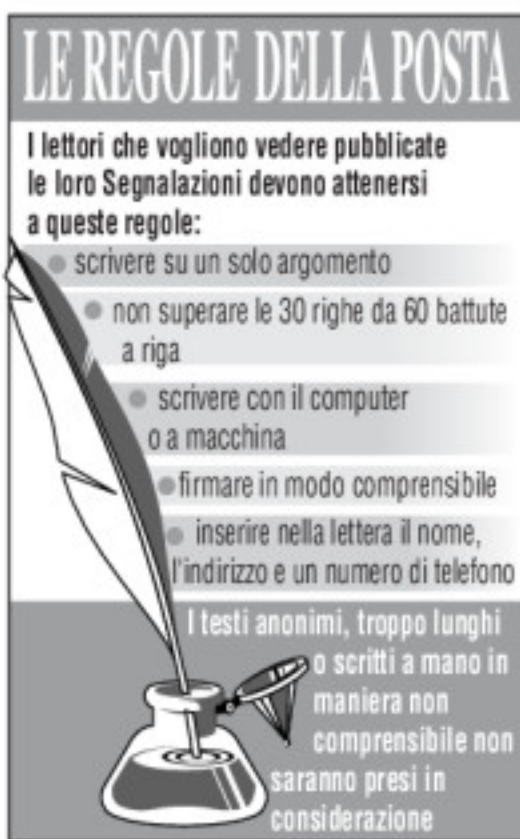 LE REGOLE DELLA POSTA
I lettori che vogliono vedere pubblicate
le loro Segnalazioni devono attenersi
a queste regole:
● scrivere su un solo argomento
● non superare le 30 righe da 60 battute
a riga
● scrivere con il computer
o a macchina
● firmare in modo comprensibile
● inserire nella lettera il nome,
l'indirizzo e un numero di telefono
I testi anonimi, troppo lunghi
o scritti a mano in
maniera non
comprensibile non
saranno presi in
considerazione